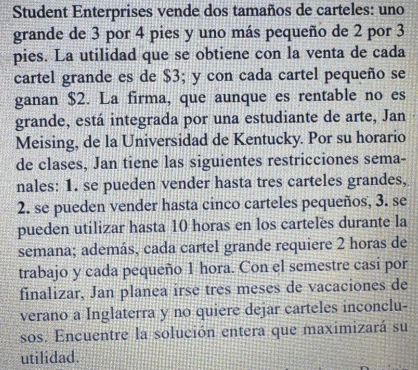 Student Enterprises vende dos tamaños de carteles: uno
grande de 3 por 4 pies y uno más pequeño de 2 por 3
pies. La utilidad que se obtiene con la venta de cada
cartel grande es de $3; y con cada cartel pequeño se
ganan $2. La firma, que aunque es rentable no es
grande, está integrada por una estudiante de arte, Jan
Meising, de la Universidad de Kentucky. Por su horario
de clases, Jan tiene las siguientes restricciones sema-
nales: 1. se pueden vender hasta tres carteles grandes,
2. se pueden vender hasta cinco carteles pequeños, 3. se
pueden utilizar hasta 10 horas en los carteles durante la
semana; además, cada cartel grande requiere 2 horas de
trabajo y cada pequeño 1 hora. Con el semestre casi por
finalizar, Jan planea irse tres meses de vacaciones de
verano a Inglaterra y no quiere dejar carteles inconclu-
sos. Encuentre la solución entera que maximizará su
utilidad.